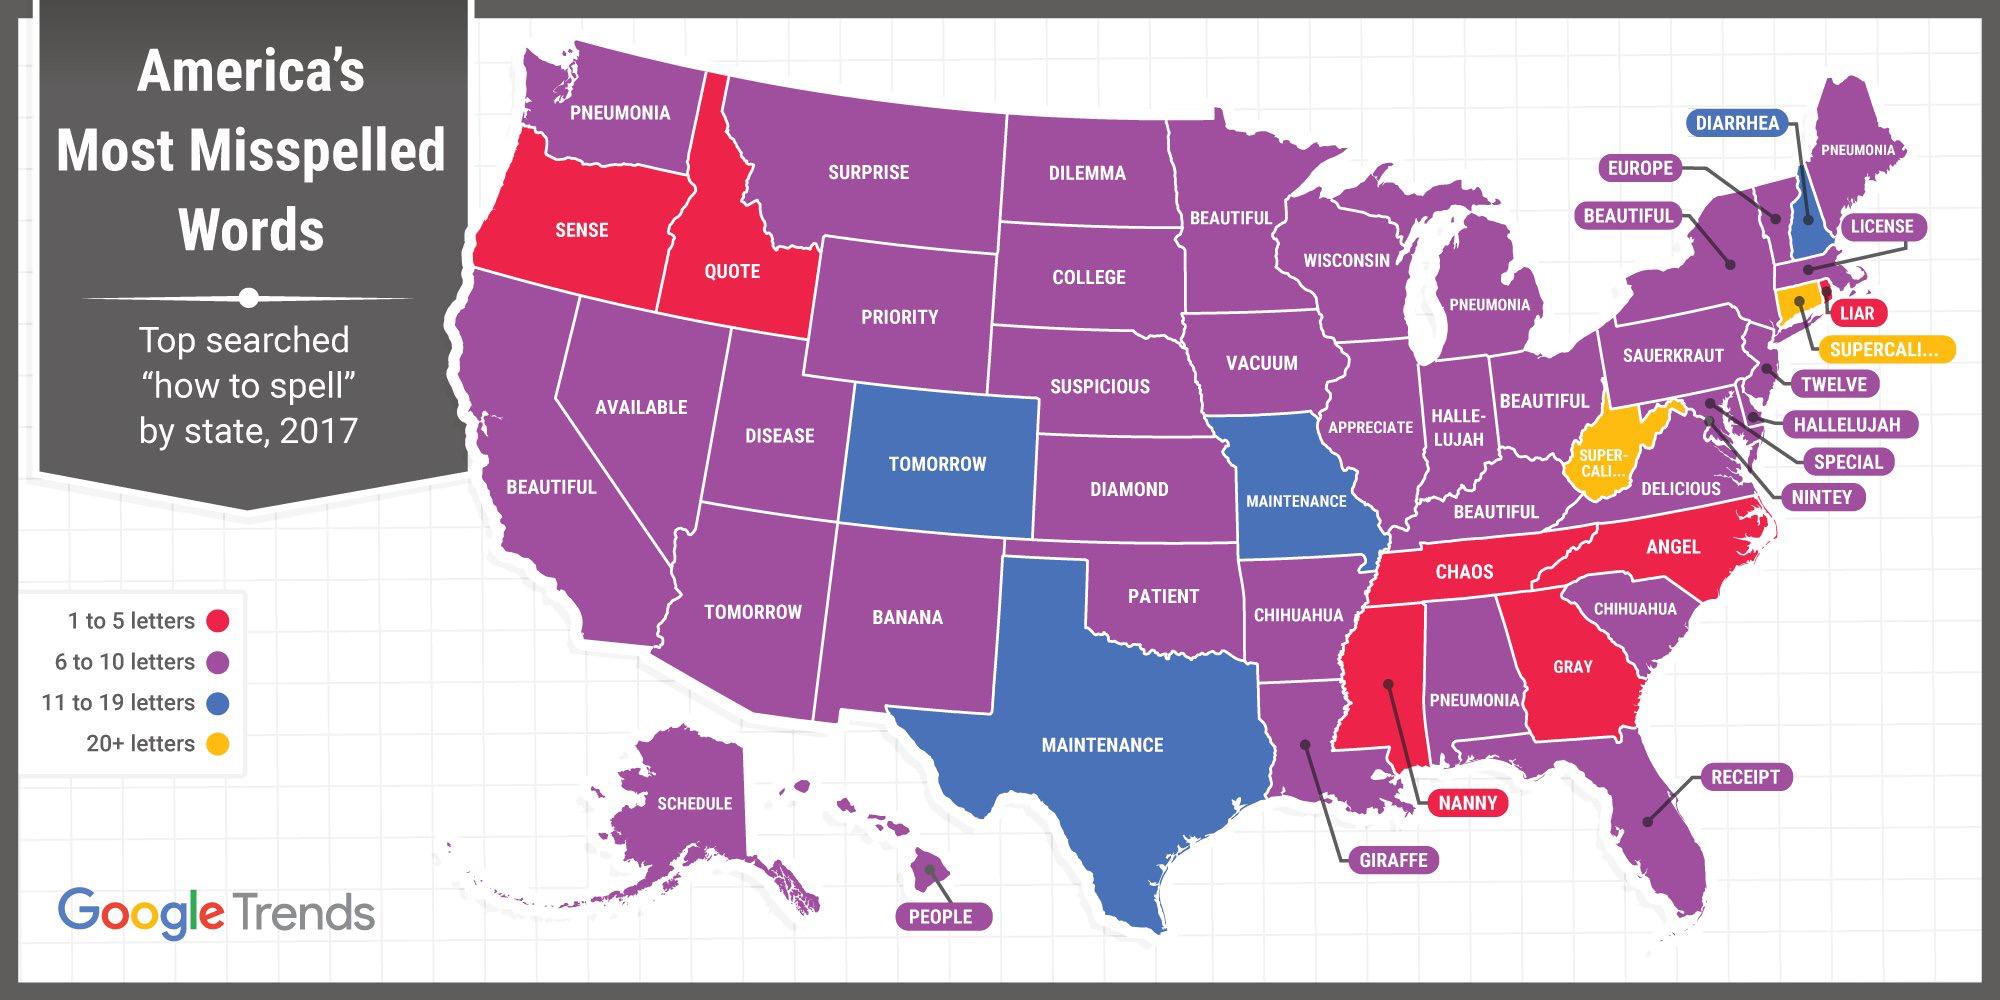 America's
Most Misspelled
Words
Top searched
“how to spell”
by state, 2017
1 to 5 letters
6 to 10 letters
11 to 19 letters
20+ letters
Google Trends
PNEUMONIA
SENSE
QUOTE
SURPRISE
DILEMMA
BEAUTIFUL
WISCONSIN
PNEUMONIA
DIARRHEA
PNEUMONIA
EUROPE
BEAUTIFUL
LICENSE
LIAR
SUPERCALI...
TWELVE
HALLELUJAH
SPECIAL
NINTEY
PRIORITY
COLLEGE
VACUUM
SAUERKRAUT
BEAUTIFUL
AVAILABLE
DISEASE
TOMORROW
SUSPICIOUS
APPRECIATE
HALLE-
LUJAH
BEAUTIFUL
SUPER-
CALI...
DELICIOUS
DIAMOND
MAINTENANCE
BEAUTIFUL
ANGEL
CHAOS
TOMORROW
BANANA
PATIENT
CHIHUAHUA
CHIHUAHUA
GRAY
PNEUMONIA
MAINTENANCE
NANNY
GIRAFFE
RECEIPT
SCHEDULE
PEOPLE